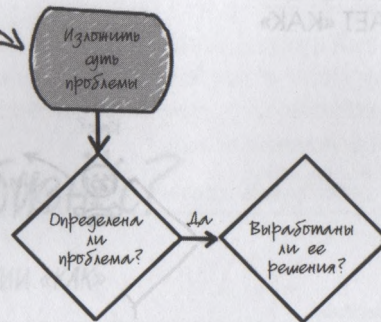 Изложить
суть
проблемы
Определена
ли
проблема?
Да
Выработаны
ли ее
решения?